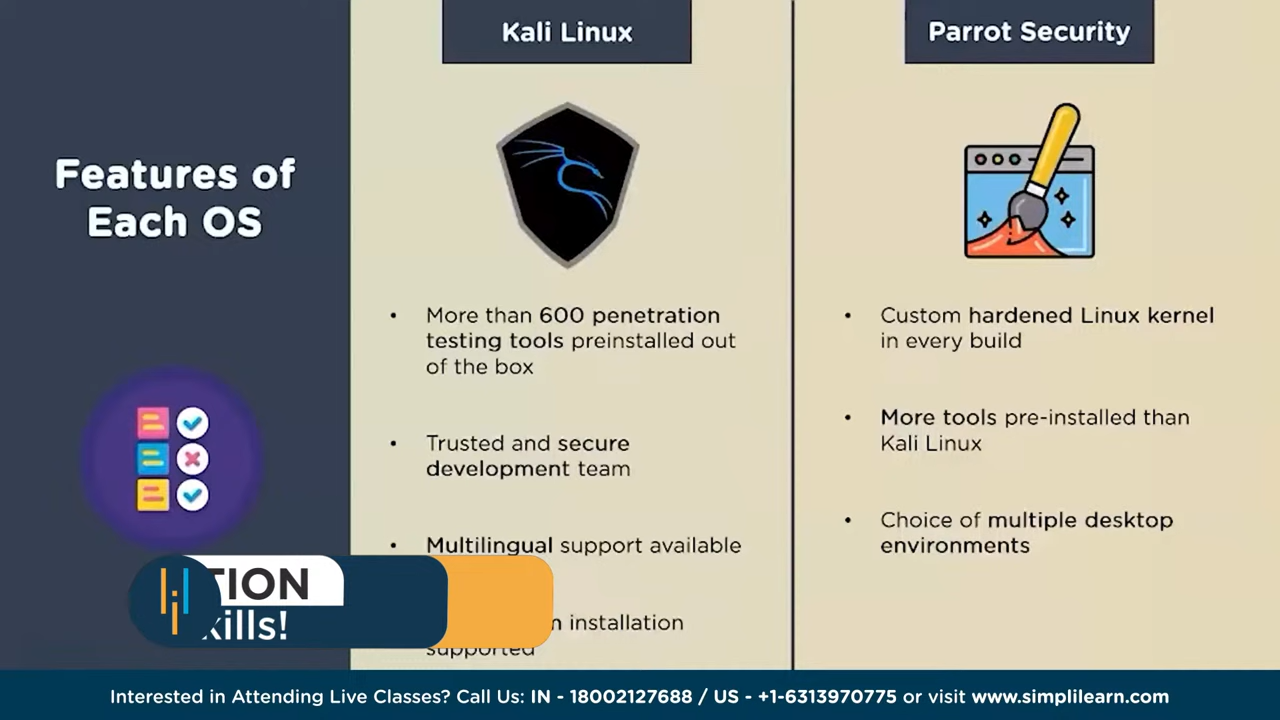 Kali Linux
Parrot Security
Features of
Each OS
• More than 600 penetration
testing tools preinstalled out
of the box
• Trusted and secure
development team
• Multilingual support available
installation
supported
• Custom hardened Linux kernel
in every build
• More tools pre-installed than
Kali Linux
• Choice of multiple desktop
environments
Interested in Attending Live Classes? Call Us: IN - 18002127688 / US - +1-6313970775 or visit www.simplilearn.com